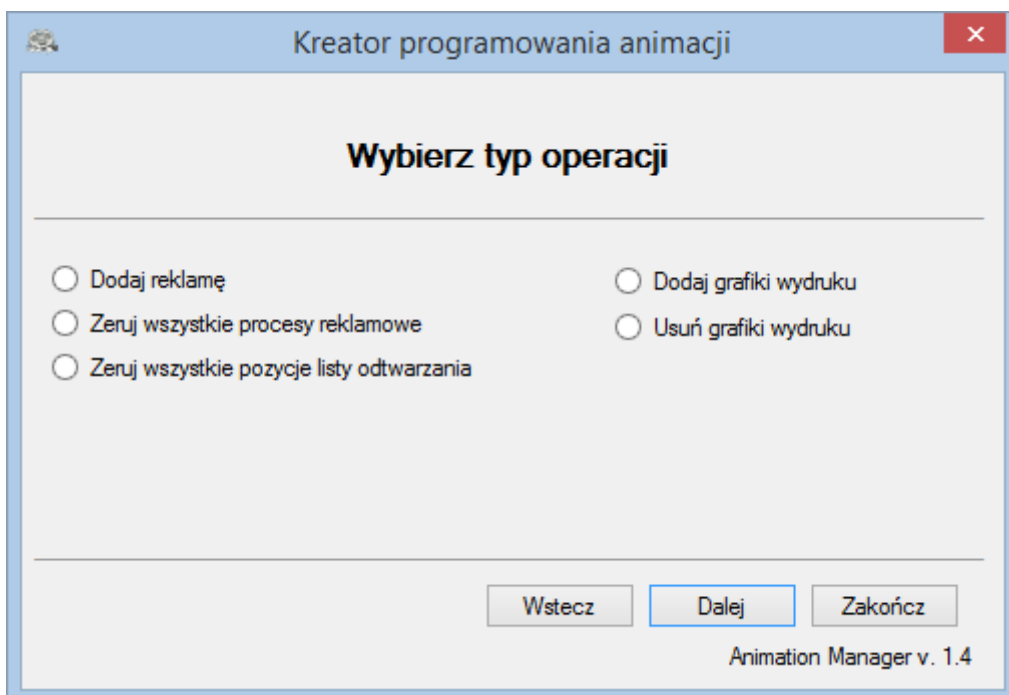 Kreator programowania animacji
Wybierz typ operacji
Dodaj reklamę
Zeruj wszystkie procesy reklamowe
Zeruj wszystkie pozycje listy odtwarzania
Dodaj grafiki wydruku
Usuń grafiki wydruku
Wstecz Dalej Zakończ
Animation Manager v. 1.4